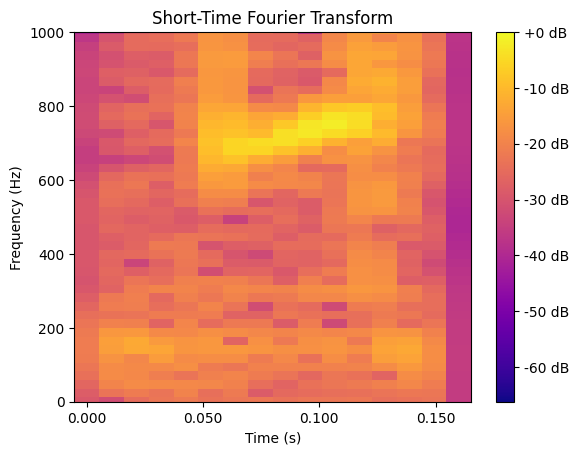 Short-Time Fourier Transform
1000
800
600
400
200
0
Frequency (Hz)
0.000
0.050
0.100
0.150
Time (s)
+0 dB
-10 dB
-20 dB
-30 dB
-40 dB
-50 dB
-60 dB